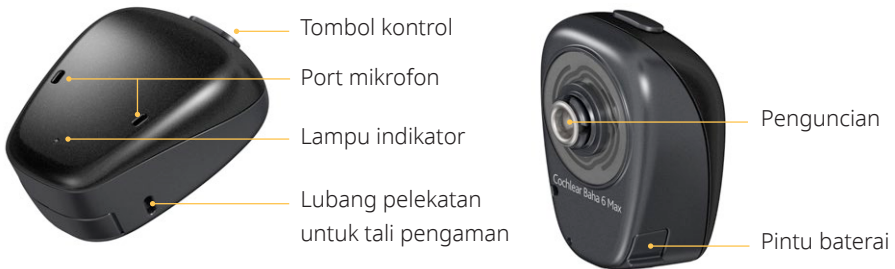 Tombol kontrol
Port mikrofon
Lampu indikator
Lubang pelekatan
untuk tali pengaman
Penguncian
Cochlear Baha 6 Max
Pintu baterai